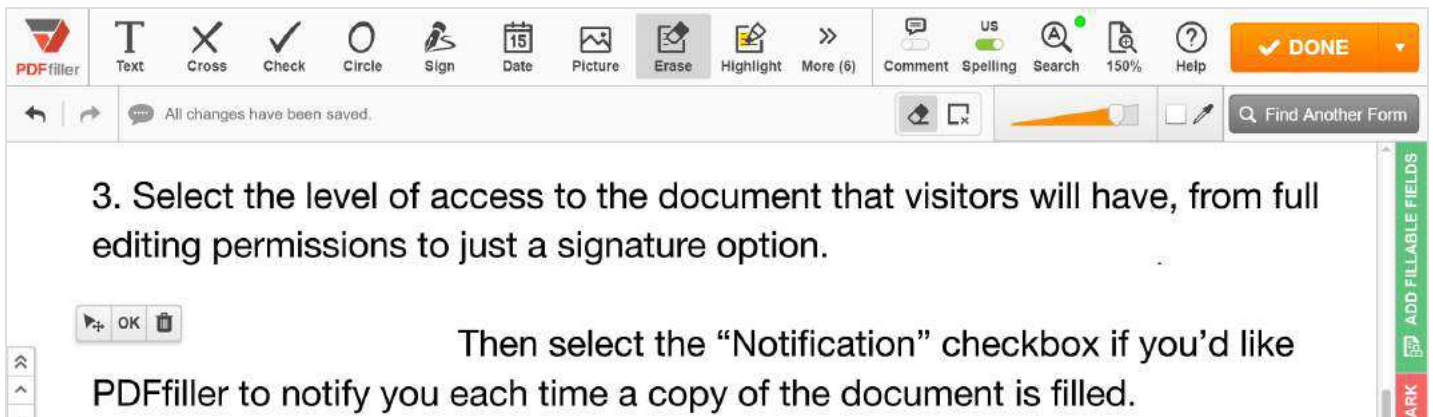 PDFfiller
Text Cross Check Circle Sign 15 Date Picture Erase Highlight More (6) Comment US Spelling A Search 150% Help DONE
All changes have been saved.
Find Another Form
3. Select the level of access to the document that visitors will have, from full
editing permissions to just a signature option.
OK
Then select the “Notification” checkbox if you’d like
PDFfiller to notify you each time a copy of the document is filled.
ADD FILLABLE FIELDS
ARK